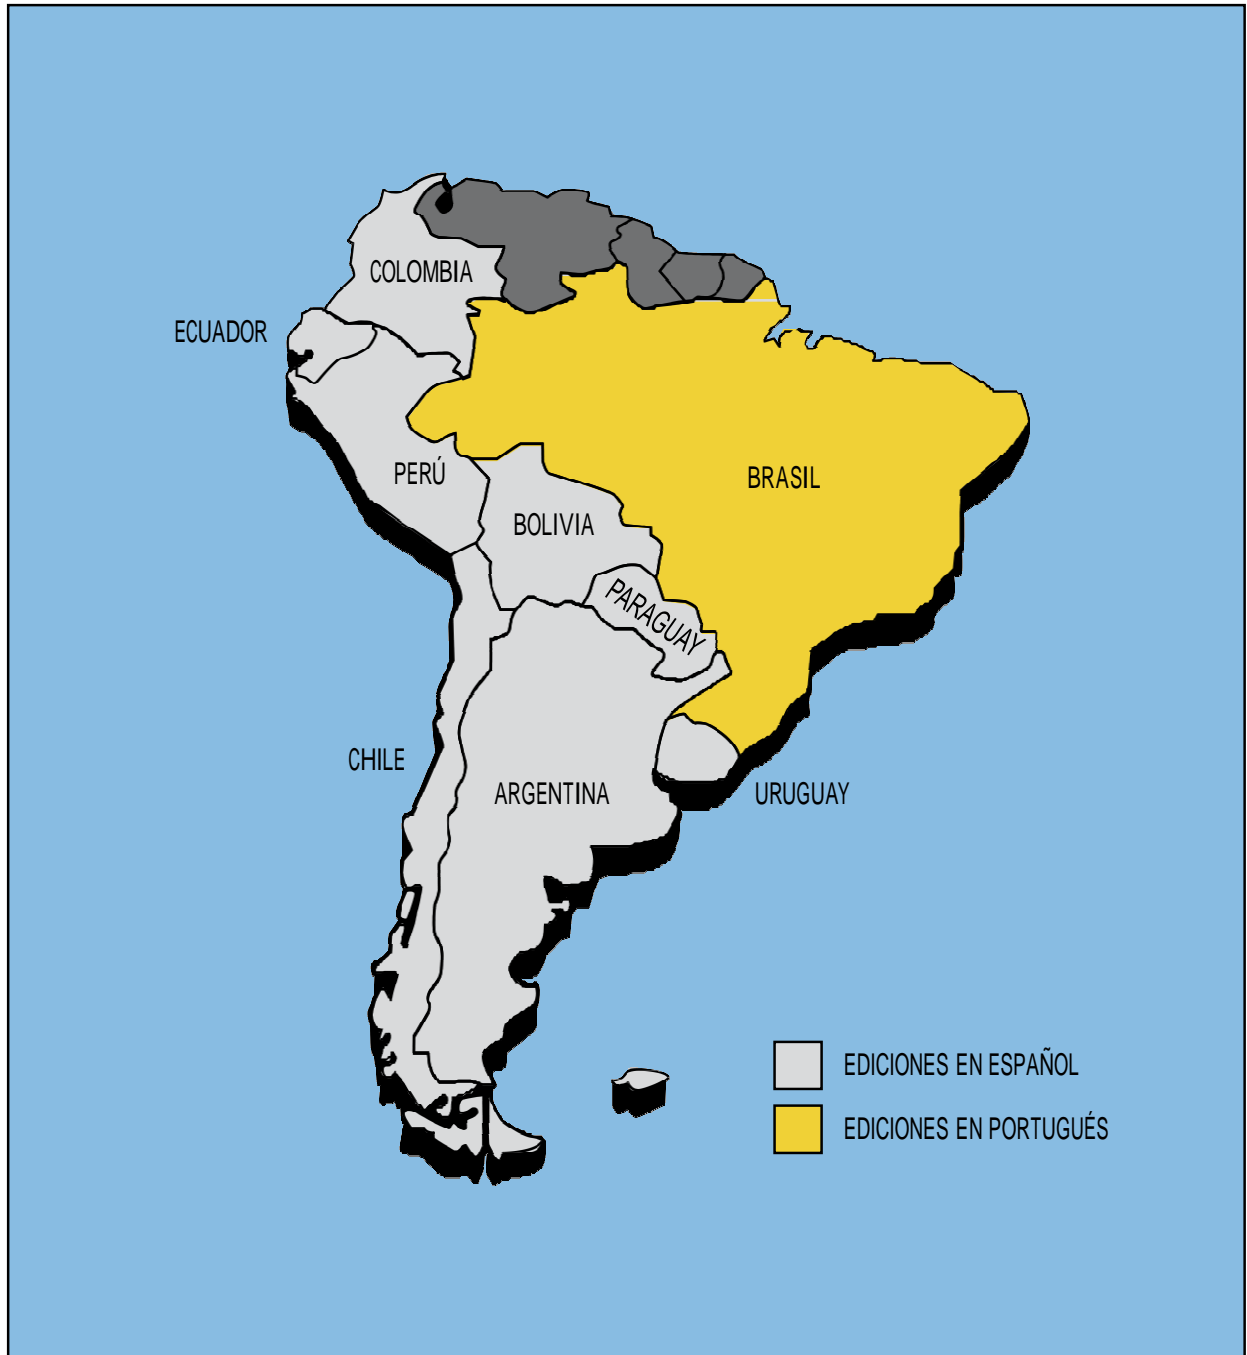 COLOMBIA
ECUADOR
PERÚ
BRASIL
BOLIVIA
PARAGUAY
CHILE
ARGENTINA
URUGUAY
EDICIONES EN ESPAÑOL
EDICIONES EN PORTUGUÉS